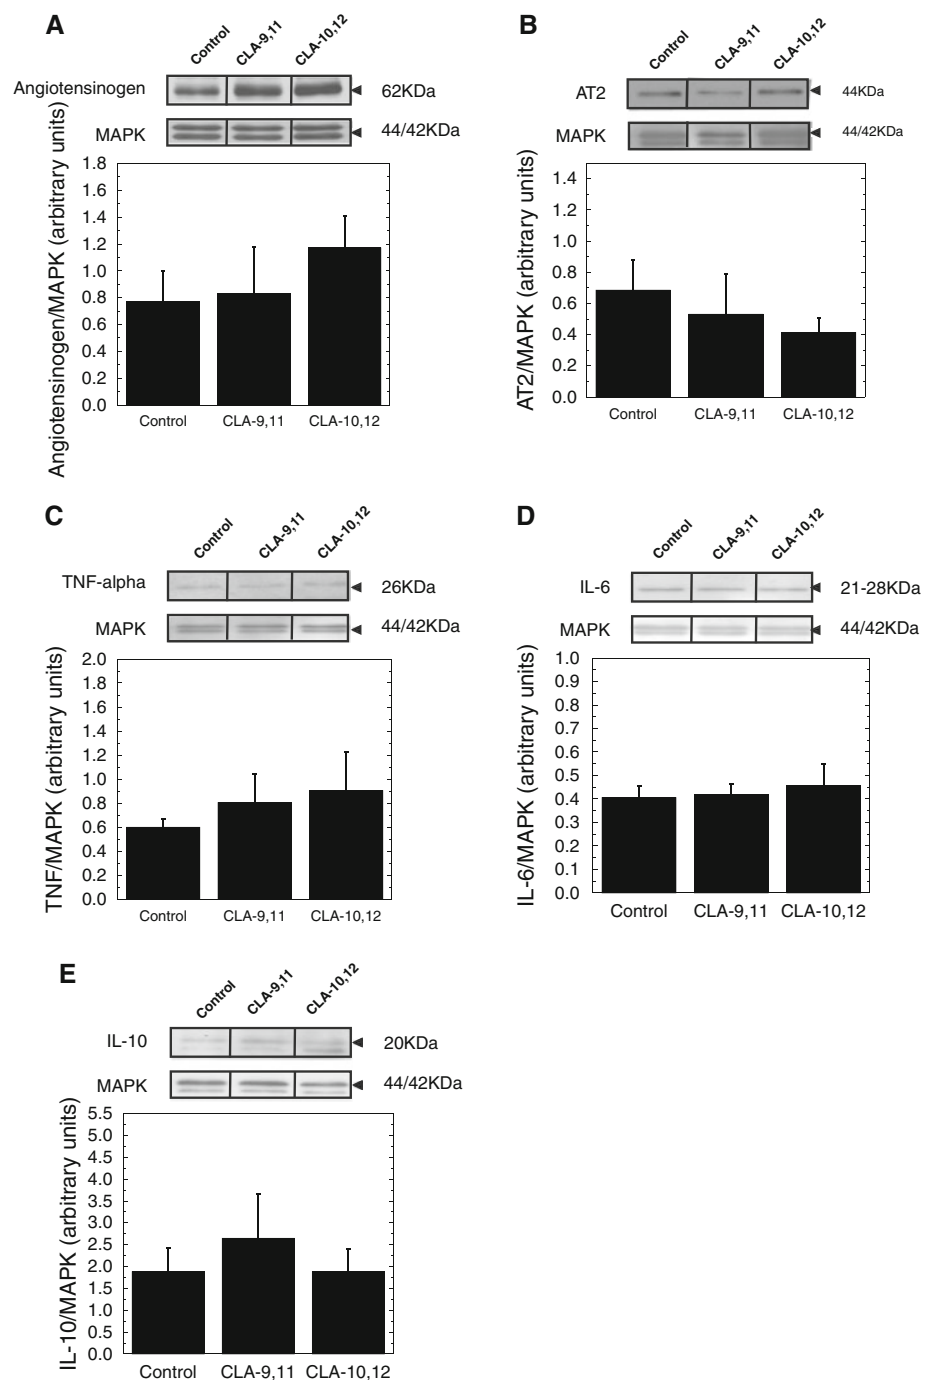 A
Control CLA-9,11 CLA-10,12
Angiotensinogen 62KDa
MAPK 44/42KDa
Angiotensinogen/MAPK (arbitrary units)
1.8
1.6
1.4
1.2
1.0
0.8
0.6
0.4
0.2
0.0
Control CLA-9,11 CLA-10,12
B
Control CLA-9,11 CLA-10,12
AT2 44KDa
MAPK 44/42KDa
AT2/MAPK (arbitrary units)
1.4
1.2
1.0
0.8
0.6
0.4
0.2
0.0
Control CLA-9,11 CLA-10,12
C
Control CLA-9,11 CLA-10,12
TNF-alpha 26KDa
MAPK 44/42KDa
TNF/MAPK (arbitrary units)
2.0
1.8
1.6
1.4
1.2
1.0
0.8
0.6
0.4
0.2
0.0
Control CLA-9,11 CLA-10,12
D
Control CLA-9,11 CLA-10,12
IL-6 21-28KDa
MAPK 44/42KDa
IL-6/MAPK (arbitrary units)
1.0
0.9
0.8
0.7
0.6
0.5
0.4
0.3
0.2
0.1
0.0
Control CLA-9,11 CLA-10,12
E
Control CLA-9,11 CLA-10,12
IL-10 20KDa
MAPK 44/42KDa
IL-10/MAPK (arbitrary units)
5.5
5.0
4.5
4.0
3.5
3.0
2.5
2.0
1.5
1.0
0.5
0.0
Control CLA-9,11 CLA-10,12